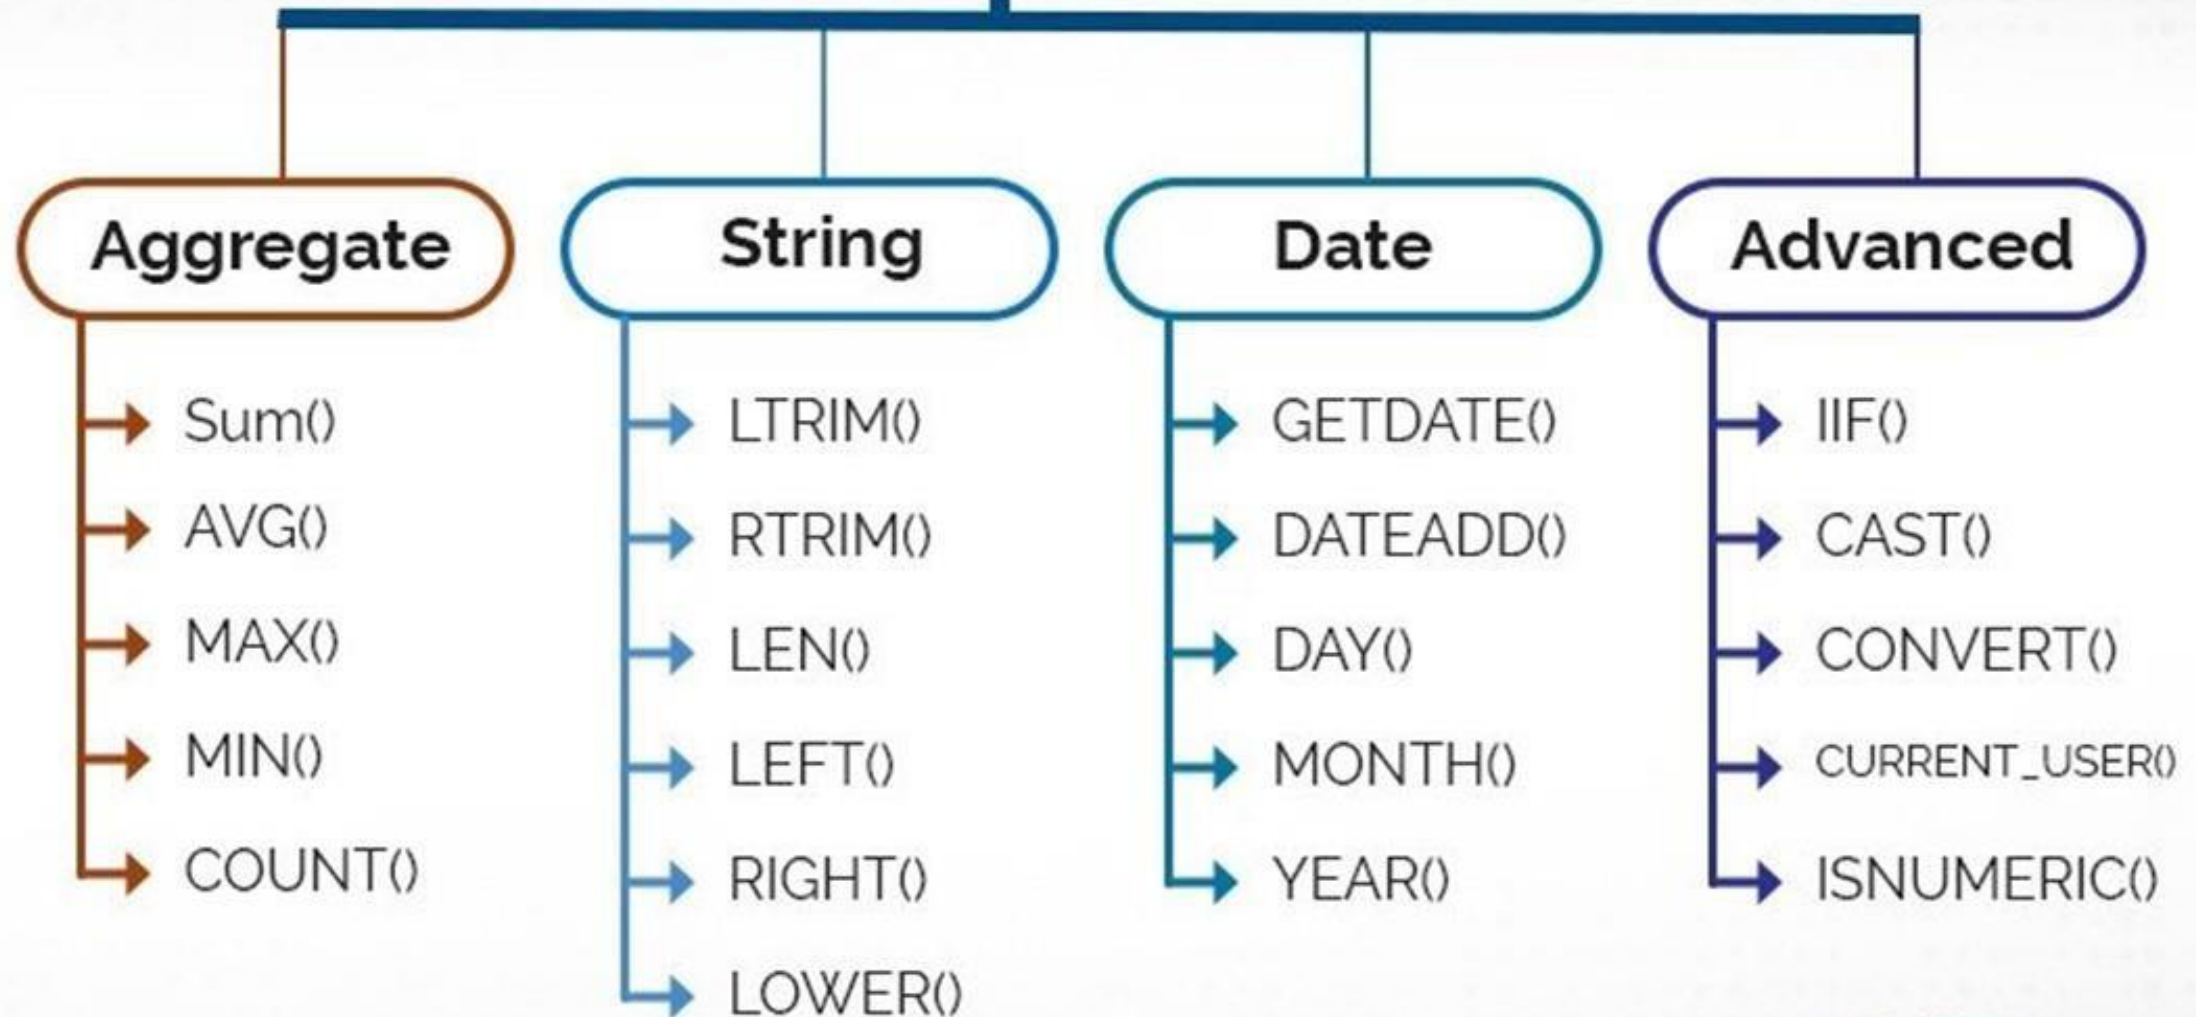 Aggregate
Sum()
AVG()
MAX()
MIN()
COUNT()
String
LTRIM()
RTRIM()
LEN()
LEFT()
RIGHT()
LOWER()
Date
GETDATE()
DATEADD()
DAY()
MONTH()
YEAR()
Advanced
IIF()
CAST()
CONVERT()
CURRENT_USER()
ISNUMERIC()